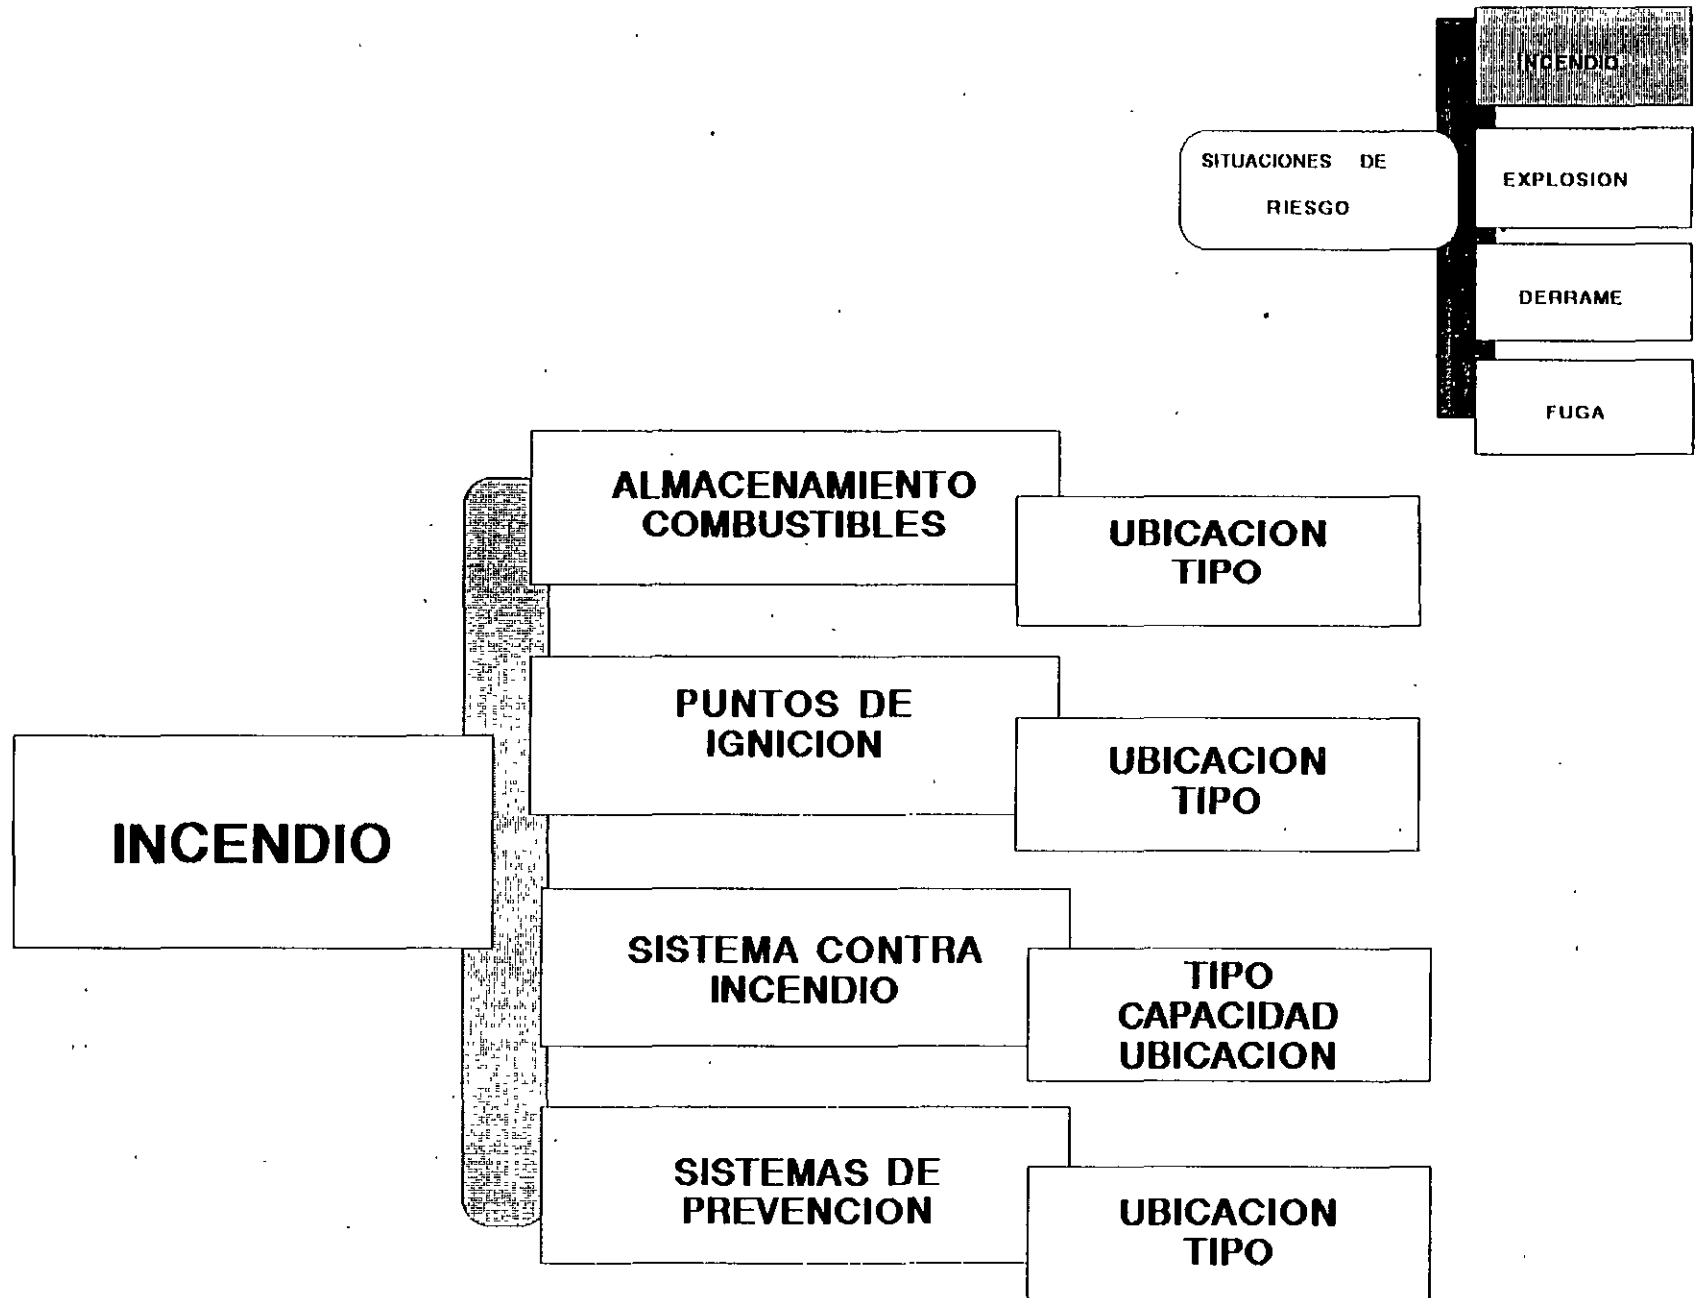 INCENDIO
SITUACIONES DE
RIESGO
EXPLOSION
DERRAME
FUGA
ALMACENAMIENTO
COMBUSTIBLES
UBICACION
TIPO
PUNTOS DE
IGNICION
UBICACION
TIPO
INCENDIO
SISTEMA CONTRA
INCENDIO
TIPO
CAPACIDAD
UBICACION
SISTEMAS DE
PREVENCION
UBICACION
TIPO